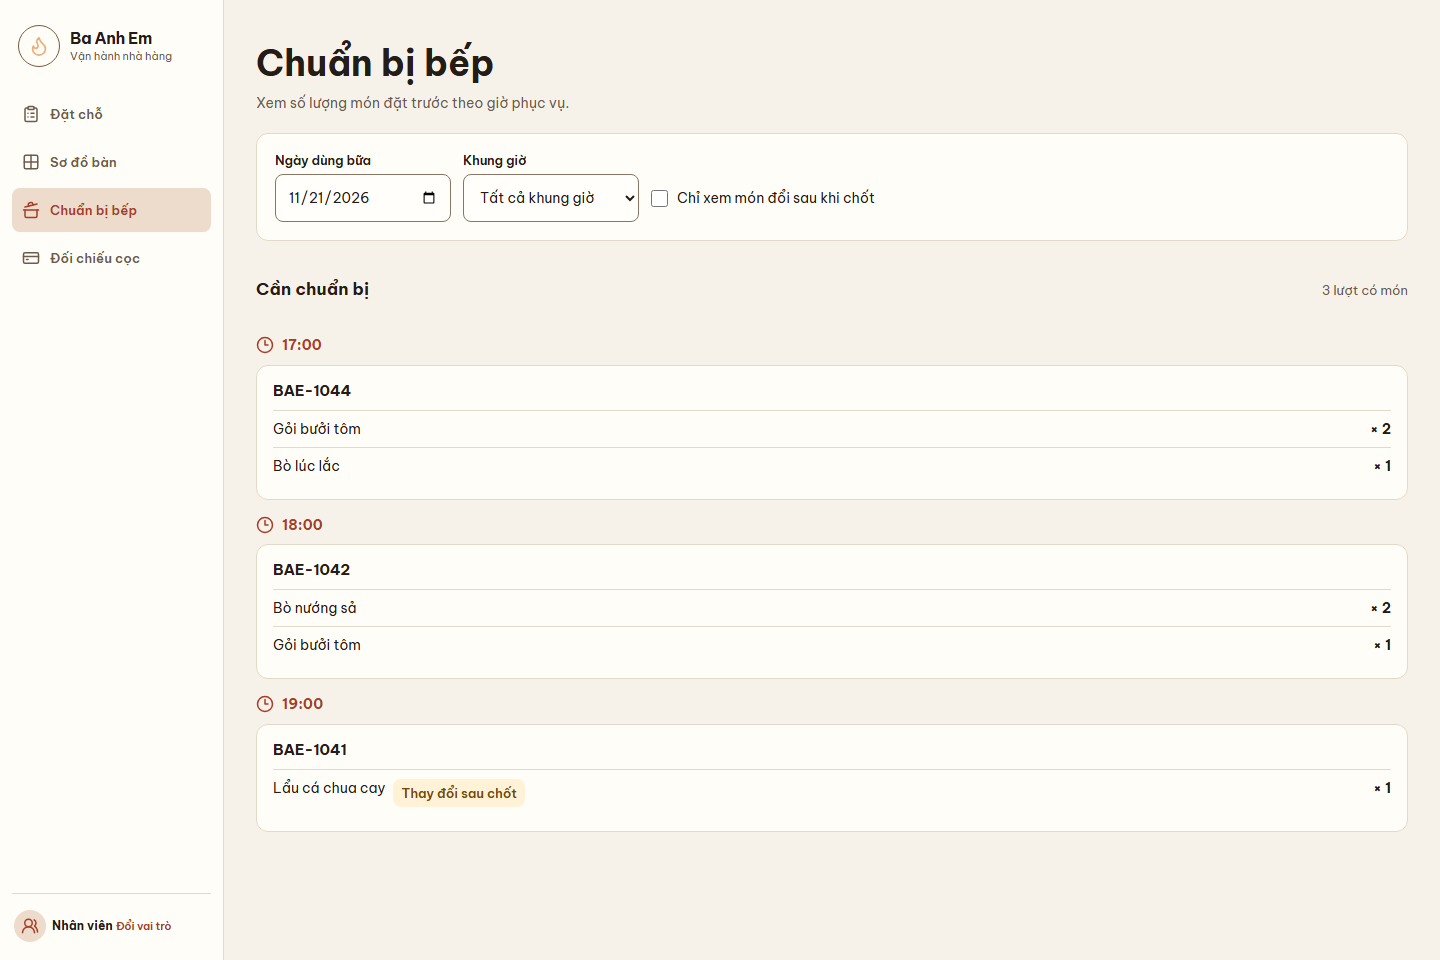 Ba Anh Em
Vận hành nhà hàng
Đặt chỗ
Sơ đồ bàn
Chuẩn bị bếp
Đối chiếu cọc
Nhân viên Đổi vai trò
Chuẩn bị bếp
Xem số lượng món đặt trước theo giờ phục vụ.
Ngày dùng bữa
11/21/2026
Khung giờ
Tất cả khung giờ
Chỉ xem món đổi sau khi chốt
Cần chuẩn bị
3 lượt có món
17:00
BAE-1044
Gỏi bưởi tôm × 2
Bò lúc lắc × 1
18:00
BAE-1042
Bò nướng sả × 2
Gỏi bưởi tôm × 1
19:00
BAE-1041
Lẩu cá chua cay Thay đổi sau chốt × 1